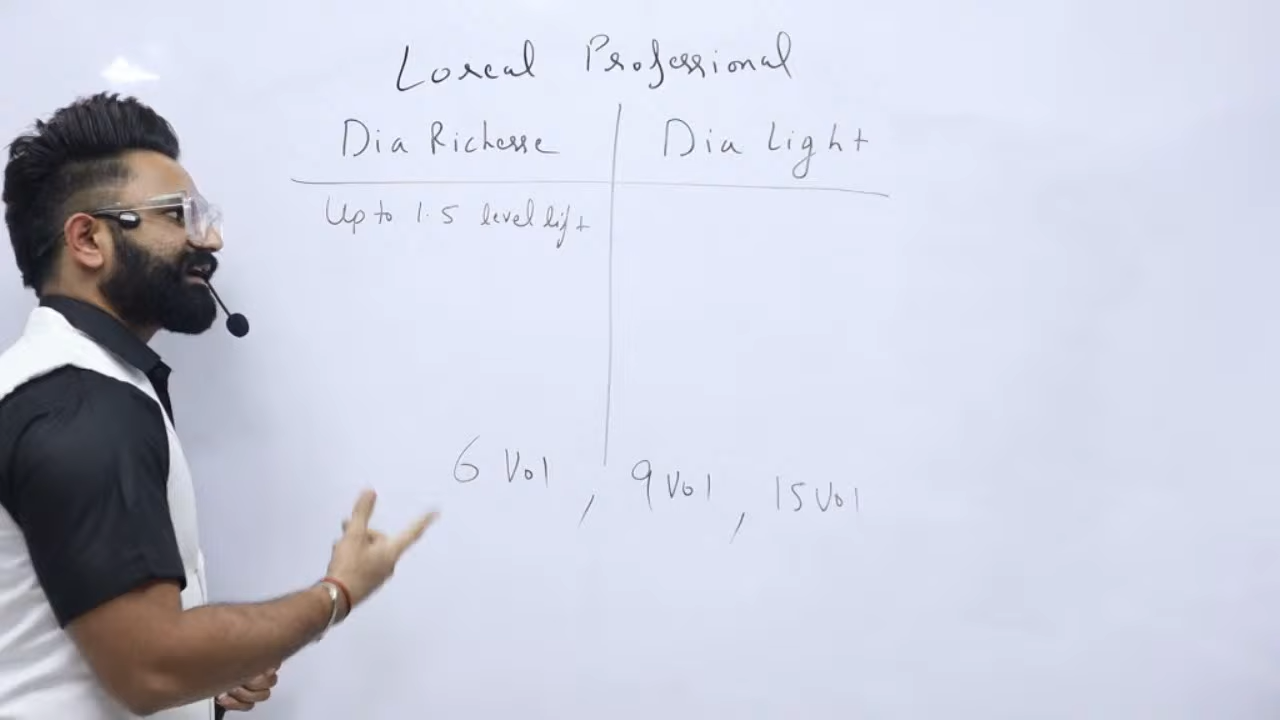 Loreal Professional
Dia Richesse
Dia Light
Up to 1.5 level lift
6 Vol , 9 Vol , 15 Vol